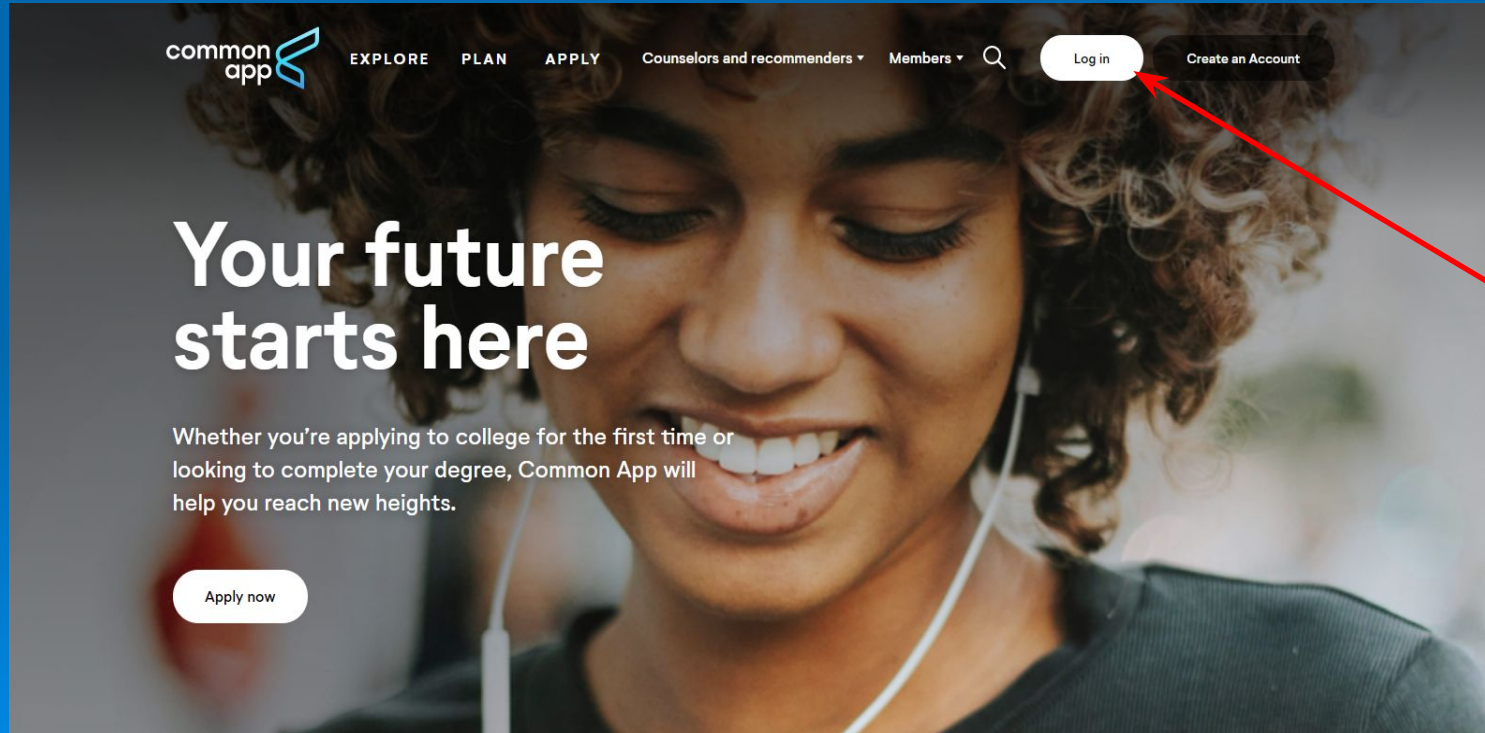 common
app
EXPLORE PLAN APPLY Counselors and recommenders Members Log in Create an Account
Your future
starts here
Whether you’re applying to college for the first time or
looking to complete your degree, Common App will
help you reach new heights.
Apply now